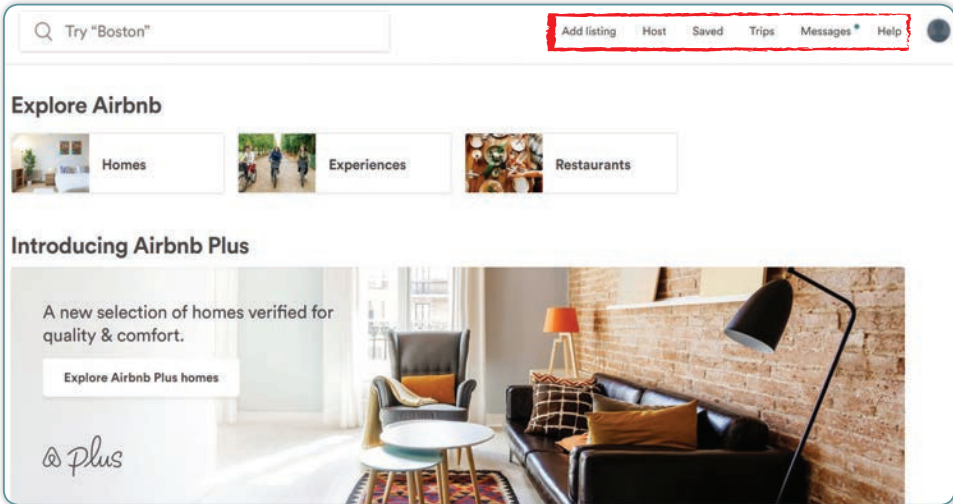 Try “Boston”
Add listing Host Saved Trips Messages Help
Explore Airbnb
Homes
Experiences
Restaurants
Introducing Airbnb Plus
A new selection of homes verified for
quality & comfort.
Explore Airbnb Plus homes
plus